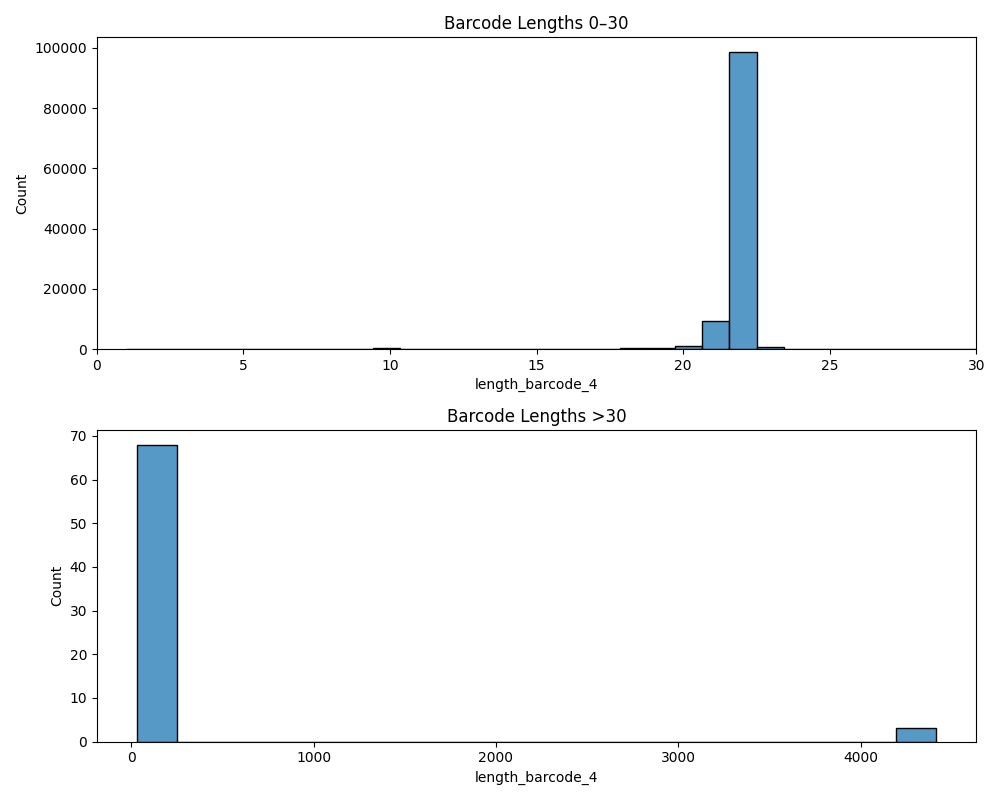 Barcode Lengths 0–30
100000
80000
60000
40000
20000
0
Count
0 5 10 15 20 25 30
length_barcode_4
Barcode Lengths >30
70
60
50
40
30
20
10
0
Count
0 1000 2000 3000 4000
length_barcode_4